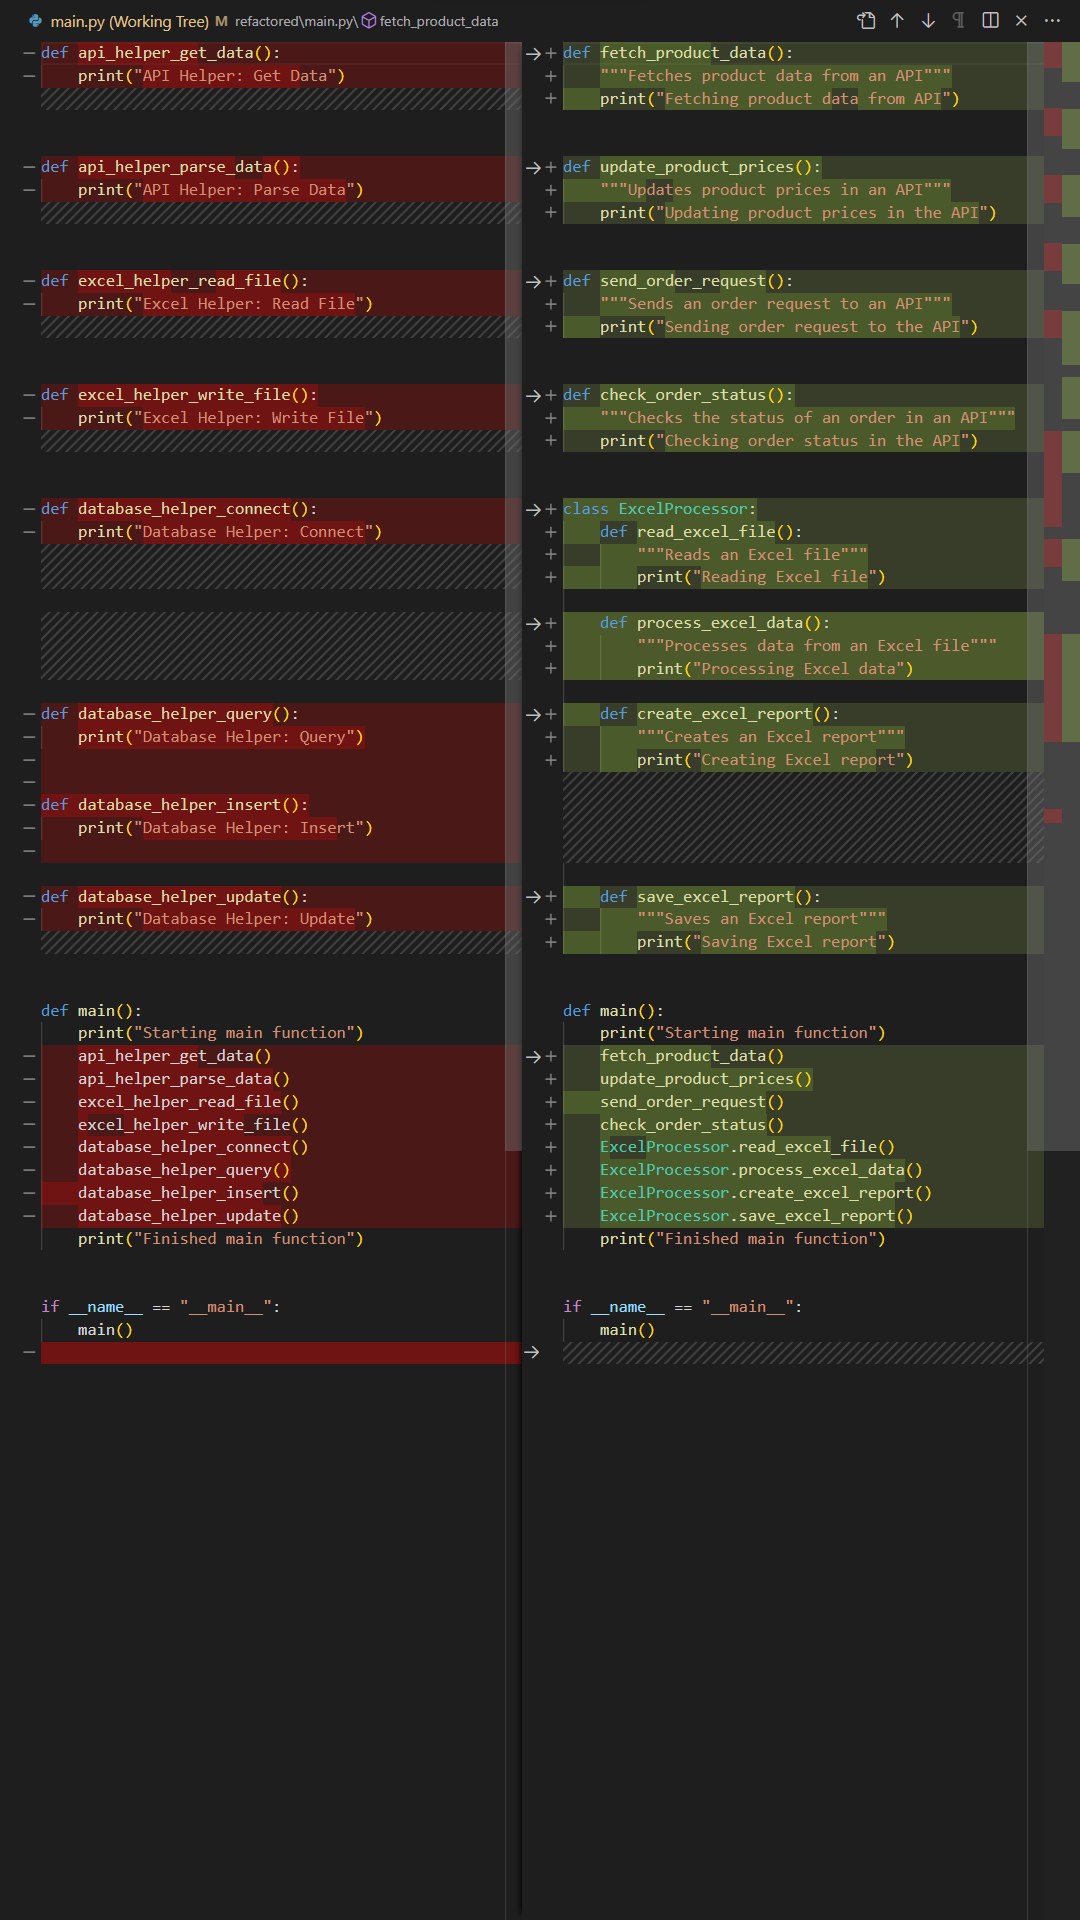 main.py (Working Tree) M refactored\main.py\ fetch_product_data
def api_helper_get_data():
    print("API Helper: Get Data")
def api_helper_parse_data():
    print("API Helper: Parse Data")
def excel_helper_read_file():
    print("Excel Helper: Read File")
def excel_helper_write_file():
    print("Excel Helper: Write File")
def database_helper_connect():
    print("Database Helper: Connect")
def database_helper_query():
    print("Database Helper: Query")
def database_helper_insert():
    print("Database Helper: Insert")
def database_helper_update():
    print("Database Helper: Update")
def main():
    print("Starting main function")
    api_helper_get_data()
    api_helper_parse_data()
    excel_helper_read_file()
    excel_helper_write_file()
    database_helper_connect()
    database_helper_query()
    database_helper_insert()
    database_helper_update()
    print("Finished main function")
if __name__ == "__main__":
    main()
def fetch_product_data():
    """Fetches product data from an API"""
    print("Fetching product data from API")
def update_product_prices():
    """Updates product prices in an API"""
    print("Updating product prices in the API")
def send_order_request():
    """Sends an order request to an API"""
    print("Sending order request to the API")
def check_order_status():
    """Checks the status of an order in an API"""
    print("Checking order status in the API")
class ExcelProcessor:
    def read_excel_file():
        """Reads an Excel file"""
        print("Reading Excel file")
    def process_excel_data():
        """Processes data from an Excel file"""
        print("Processing Excel data")
    def create_excel_report():
        """Creates an Excel report"""
        print("Creating Excel report")
    def save_excel_report():
        """Saves an Excel report"""
        print("Saving Excel report")
def main():
    print("Starting main function")
    fetch_product_data()
    update_product_prices()
    send_order_request()
    check_order_status()
    ExcelProcessor.read_excel_file()
    ExcelProcessor.process_excel_data()
    ExcelProcessor.create_excel_report()
    ExcelProcessor.save_excel_report()
    print("Finished main function")
if __name__ == "__main__":
    main()